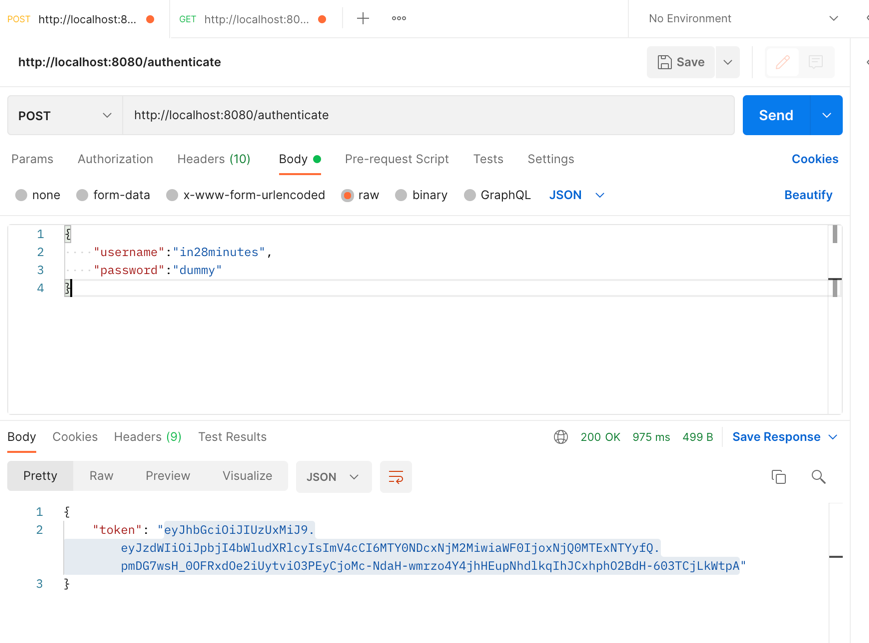 POST http://localhost:8... GET http://localhost:80... No Environment
http://localhost:8080/authenticate Save
POST http://localhost:8080/authenticate Send
Params Authorization Headers (10) Body Pre-request Script Tests Settings Cookies
none form-data x-www-form-urlencoded raw binary GraphQL JSON Beautify
1 {
2 "username":"in28minutes",
3 "password":"dummy"
4 }
Body Cookies Headers (9) Test Results 200 OK 975 ms 499 B Save Response
Pretty Raw Preview Visualize JSON
1 {
2 "token": "eyJhbGciOiJIUzUxMiJ9.
eyJzdWIiOiJpbjI4bWludXRlcyIsImV4cCI6MTY0NDcxNjM2MiwiaWF0IjoxNjQ0MTExNTYyfQ.
pmDG7wsH_0OFRxdOe2iUytviO3PEyCjoMc-NdaH-wmrzo4Y4jhHEupNhdlkqIhJCxhphO2BdH-603TCjLkWtpA"
3 }